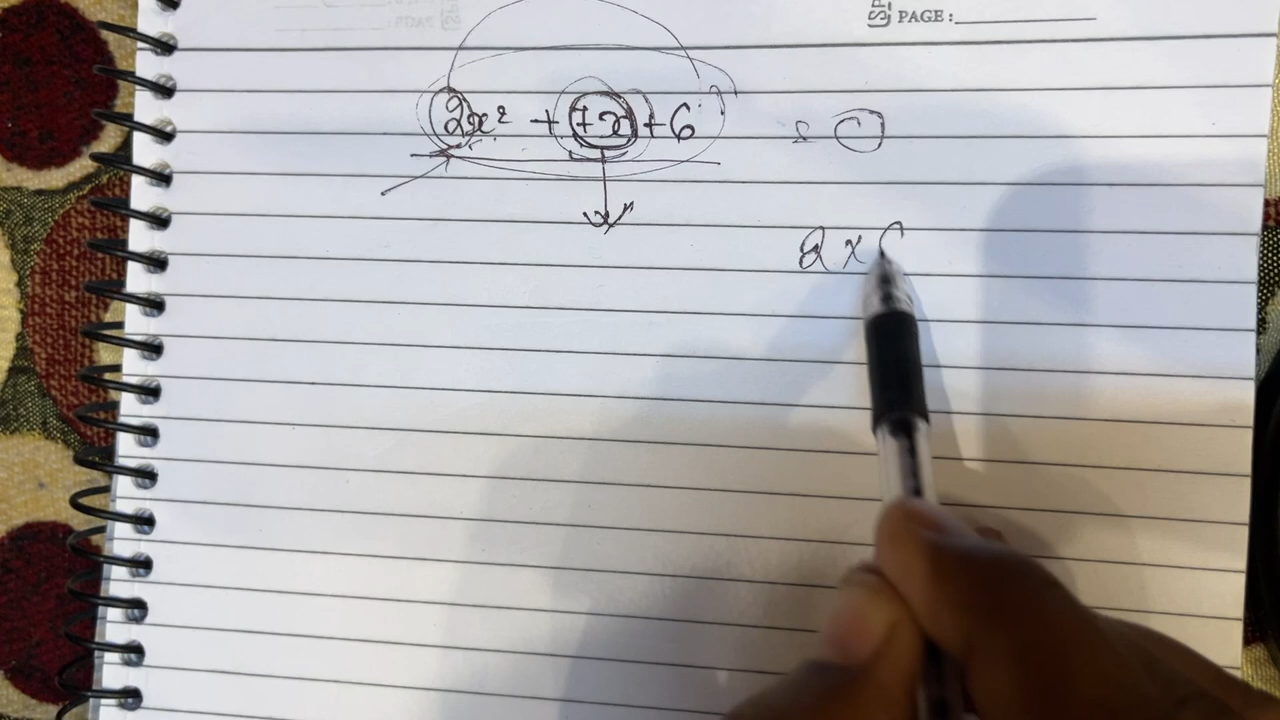 PAGE:
2x² + 7x + 6 = 0
2 x 6